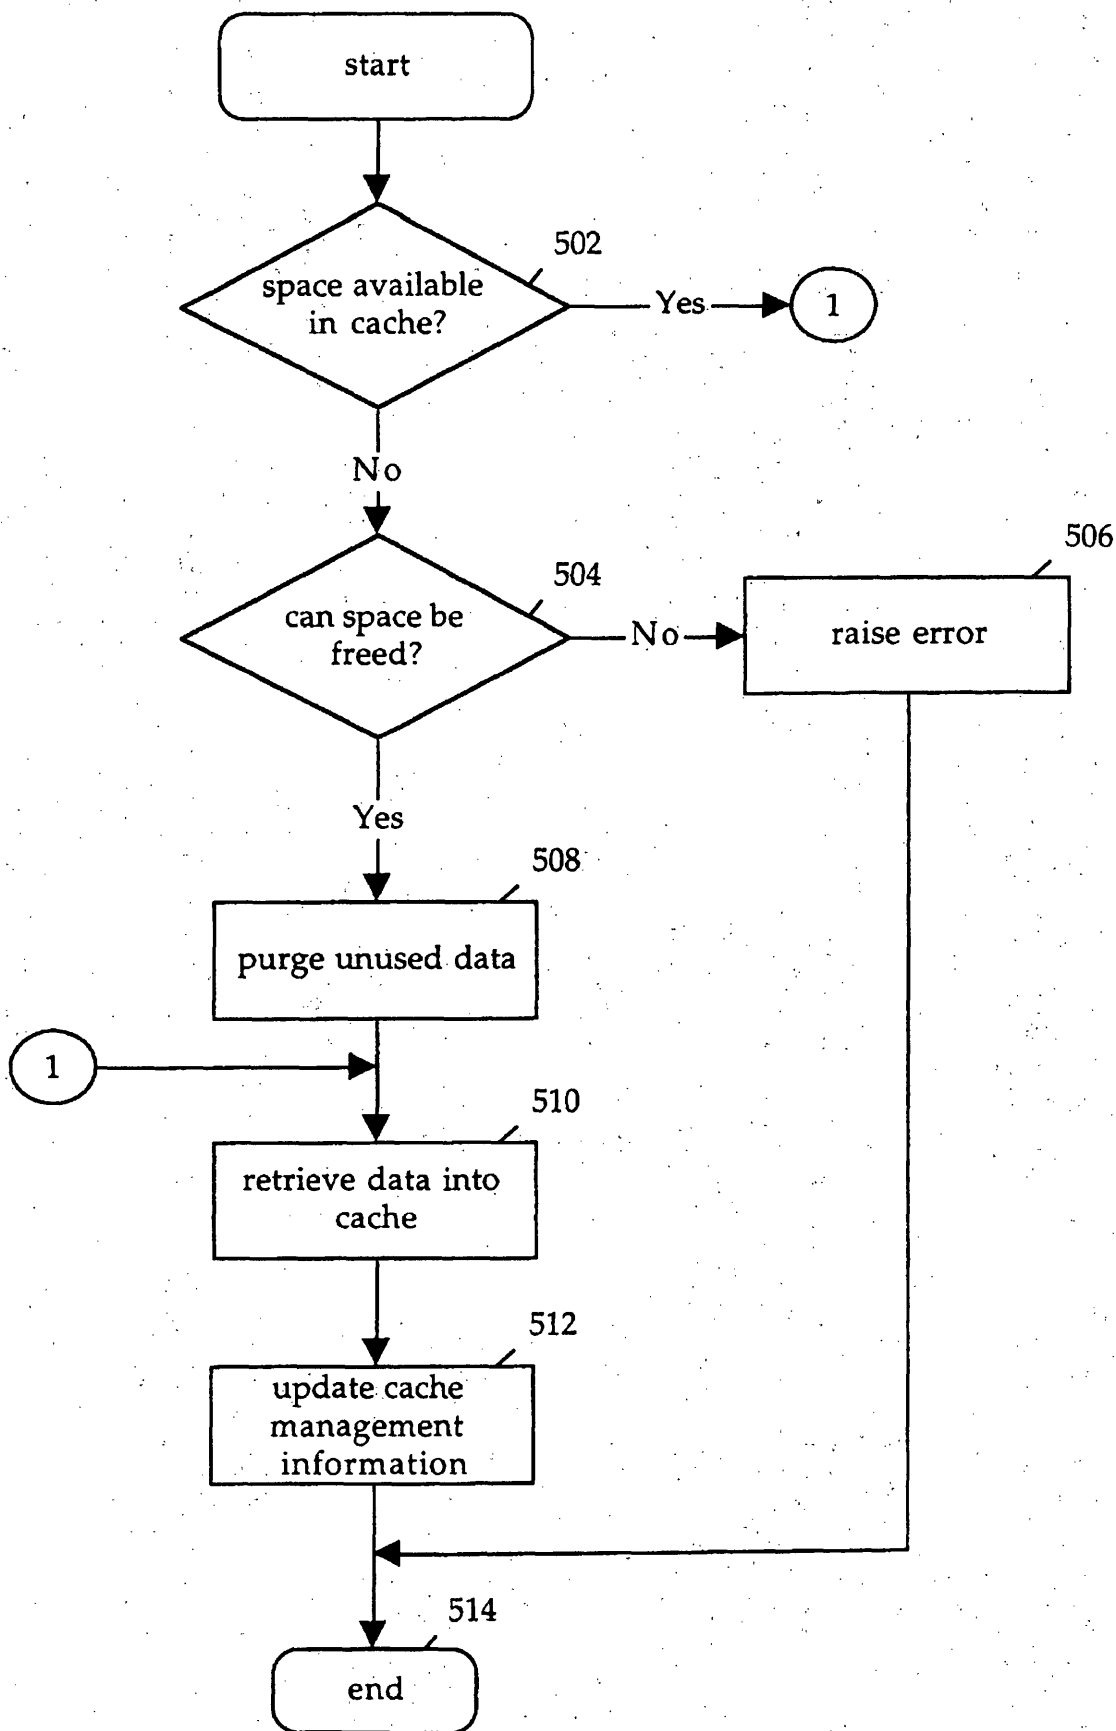 start
502
space available
in cache?
Yes
1
No
506
504
can space be
freed?
No
raise error
Yes
508
purge unused data
1
510
retrieve data into
cache
512
update cache
management
information
514
end